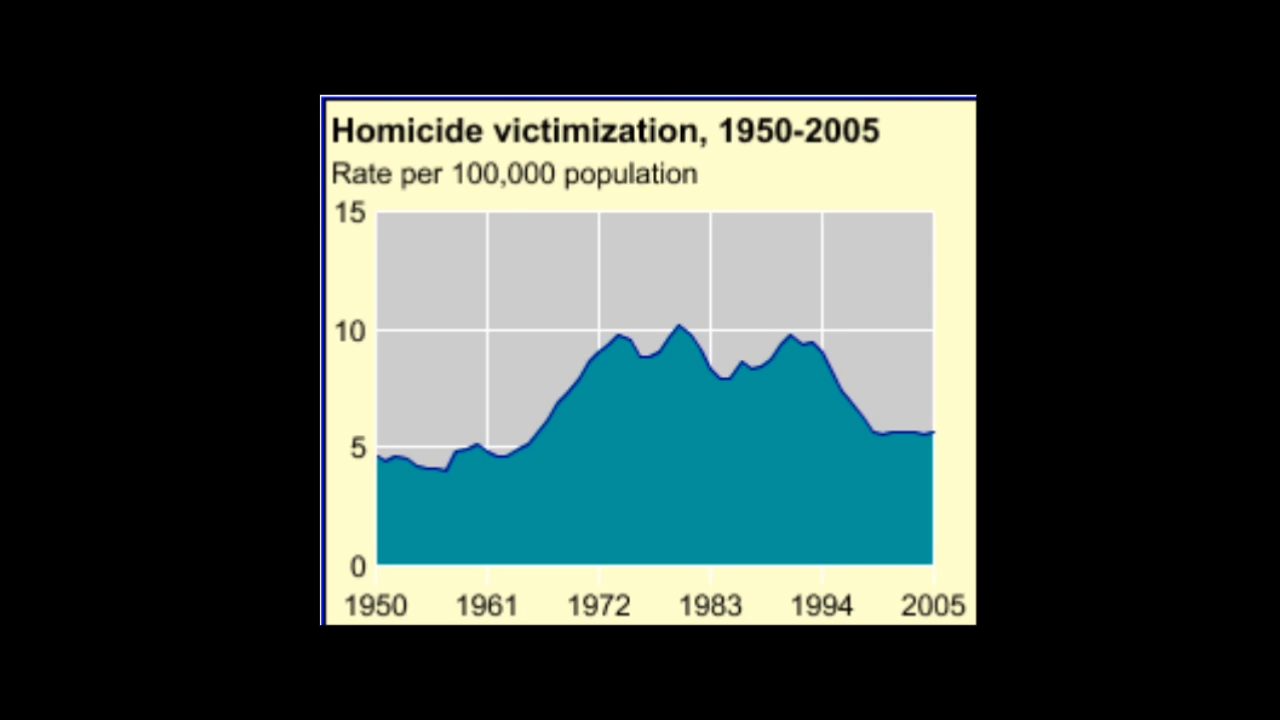 Homicide victimization, 1950-2005
Rate per 100,000 population
15
10
5
0
1950 1961 1972 1983 1994 2005